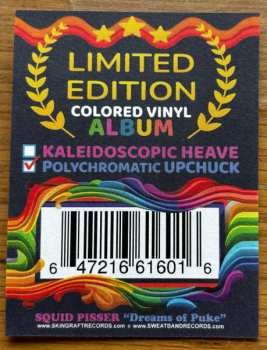 LIMITED
EDITION
COLORED VINYL
ALBUM
KALEIDOSCOPIC HEAVE
POLYCHROMATIC UPCHUCK
6 47216 61601 6
SQUID PISSER "Dreams of Puke"
www.SKINGRAFTRECORDS.com www.SWEATBANDRECORDS.com